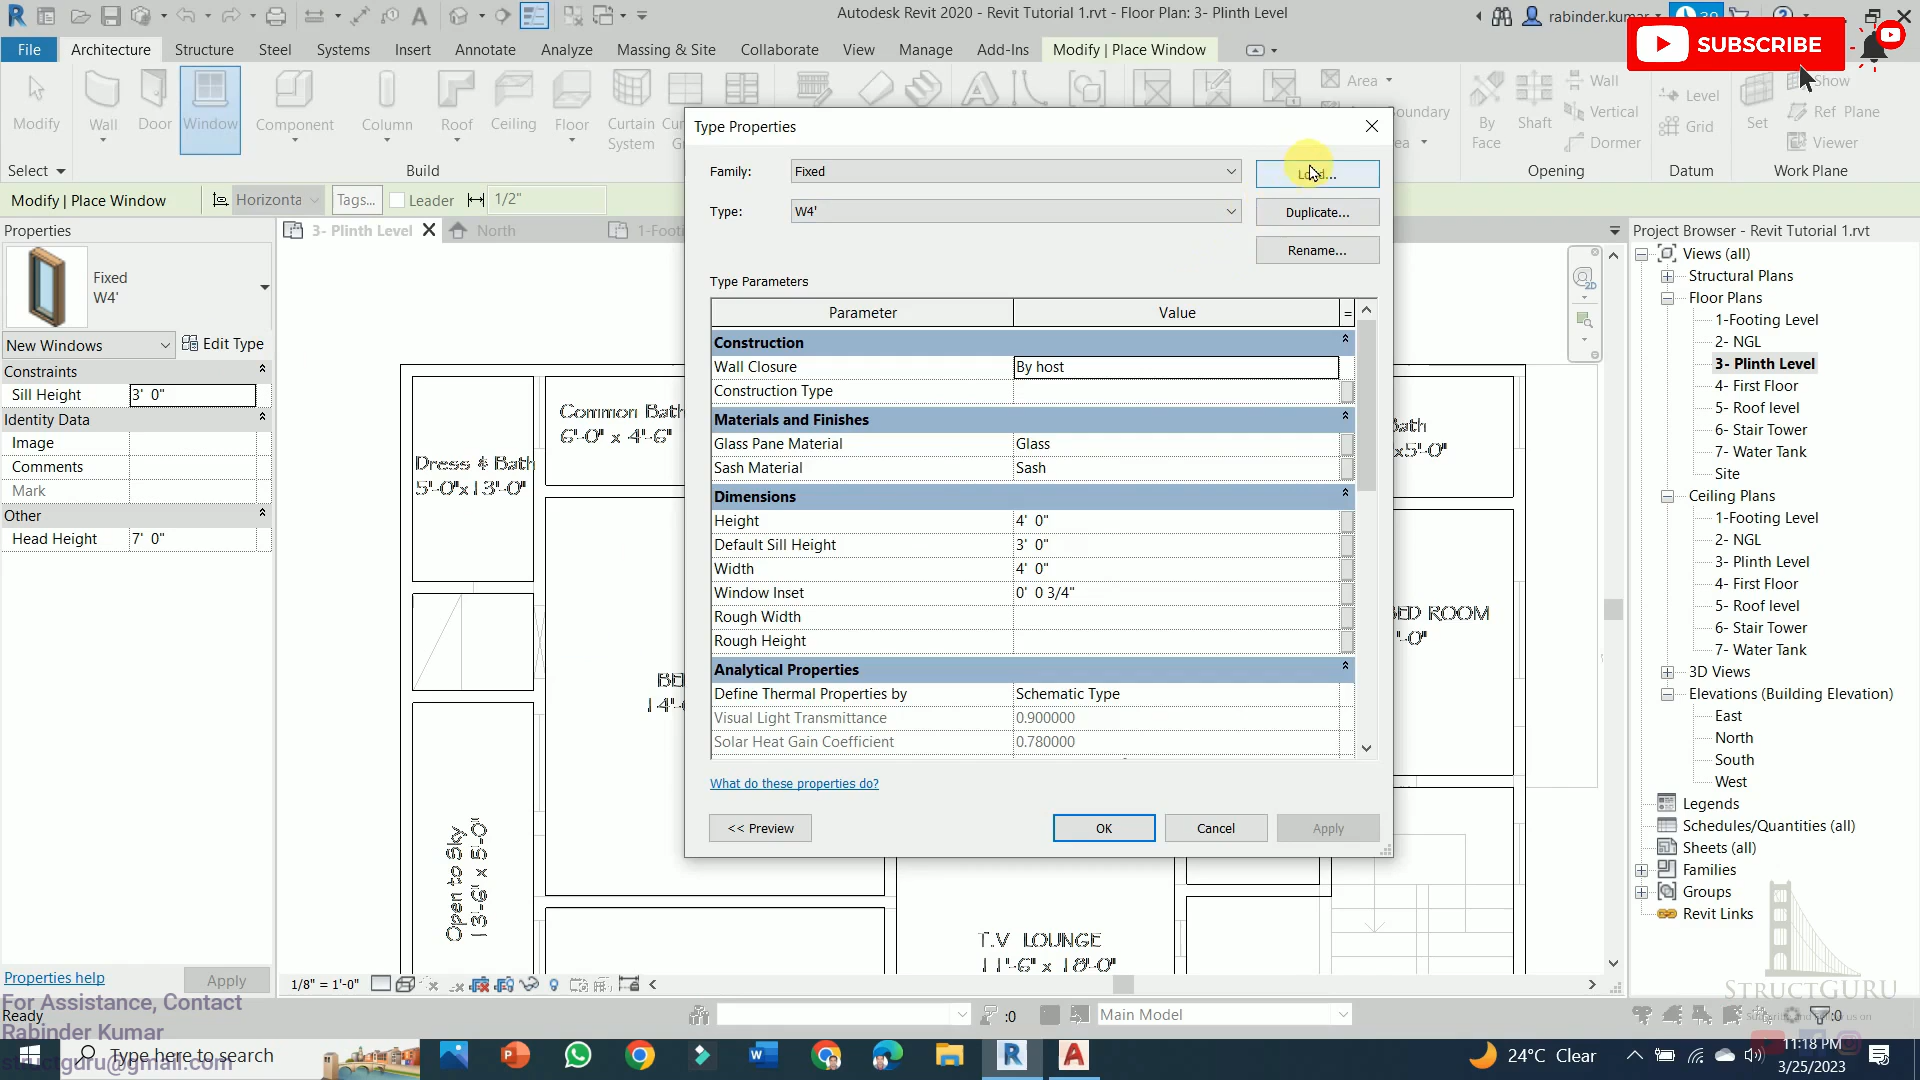 Autodesk Revit 2020 - Revit Tutorial 1.rvt - Floor Plan: 3- Plinth Level
rabinder.kumar
SUBSCRIBE
File
Architecture
Structure
Steel
Systems
Insert
Annotate
Analyze
Massing & Site
Collaborate
View
Manage
Add-Ins
Modify | Place Window
Modify
Wall
Door
Window
Component
Column
Roof
Ceiling
Floor
Curtain
System
Area
By
Face
Shaft
Wall
Vertical
Dormer
Level
Grid
Set
Show
Ref Plane
Viewer
Select
Build
Opening
Datum
Work Plane
Modify | Place Window
Horizonta
Tags...
Leader
1/2"
Properties
3- Plinth Level
North
Project Browser - Revit Tutorial 1.rvt
Fixed
W4'
New Windows
Edit Type
Constraints
Sill Height
3' 0"
Identity Data
Image
Comments
Mark
Other
Head Height
7' 0"
Properties help
Apply
Type Properties
Family:
Fixed
Type:
W4'
Duplicate...
Rename...
Type Parameters
Parameter
Value
=
Construction
Wall Closure
By host
Construction Type
Materials and Finishes
Glass Pane Material
Glass
Sash Material
Sash
Dimensions
Height
4' 0"
Default Sill Height
3' 0"
Width
4' 0"
Window Inset
0' 0 3/4"
Rough Width
Rough Height
Analytical Properties
Define Thermal Properties by
Schematic Type
Visual Light Transmittance
0.900000
Solar Heat Gain Coefficient
0.780000
What do these properties do?
<< Preview
OK
Cancel
Apply
Common Bath
6'-0" x 4'-6"
Dress & Bath
5'-0"x13'-0"
Open to Sky
13'-6" x 5'-0"
T.V LOUNGE
11'-6" x 18'-0"
Views (all)
Structural Plans
Floor Plans
1-Footing Level
2- NGL
3- Plinth Level
4- First Floor
5- Roof level
6- Stair Tower
7- Water Tank
Site
Ceiling Plans
1-Footing Level
2- NGL
3- Plinth Level
4- First Floor
5- Roof level
6- Stair Tower
7- Water Tank
3D Views
Elevations (Building Elevation)
East
North
South
West
Legends
Schedules/Quantities (all)
Sheets (all)
Families
Groups
Revit Links
STRUCTGURU
1/8" = 1'-0"
For Assistance, Contact
Ready
Rabinder Kumar
structguru@gmail.com
:0
Main Model
:0
Type here to search
24°C Clear
11:18 PM
3/25/2023